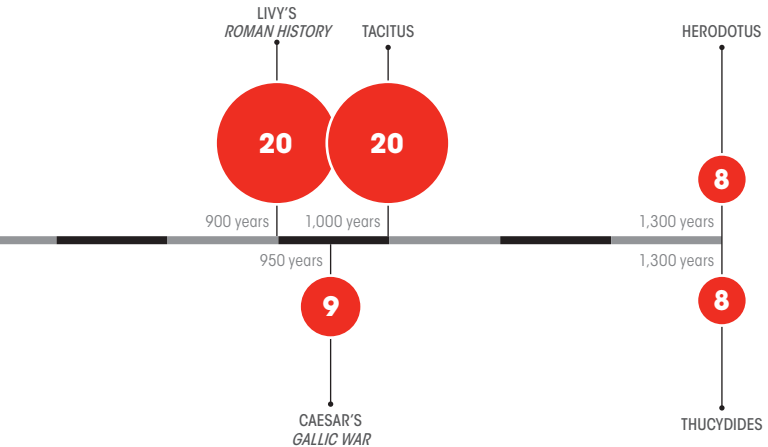 LIVY'S
ROMAN HISTORY
TACITUS
HERODOTUS
20
20
8
900 years
1,000 years
1,300 years
950 years
1,300 years
9
8
CAESAR'S
GALLIC WAR
THUCYDIDES